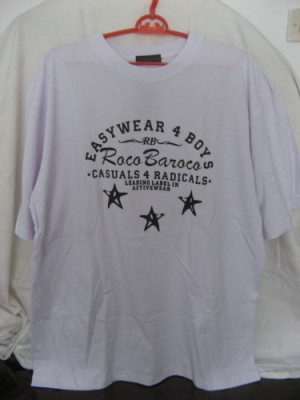 EASYWEAR 4 BOYS
RB
Roco Baroco
• CASUALS 4 RADICALS •
LEADING LABEL IN
ACTIVEWEAR